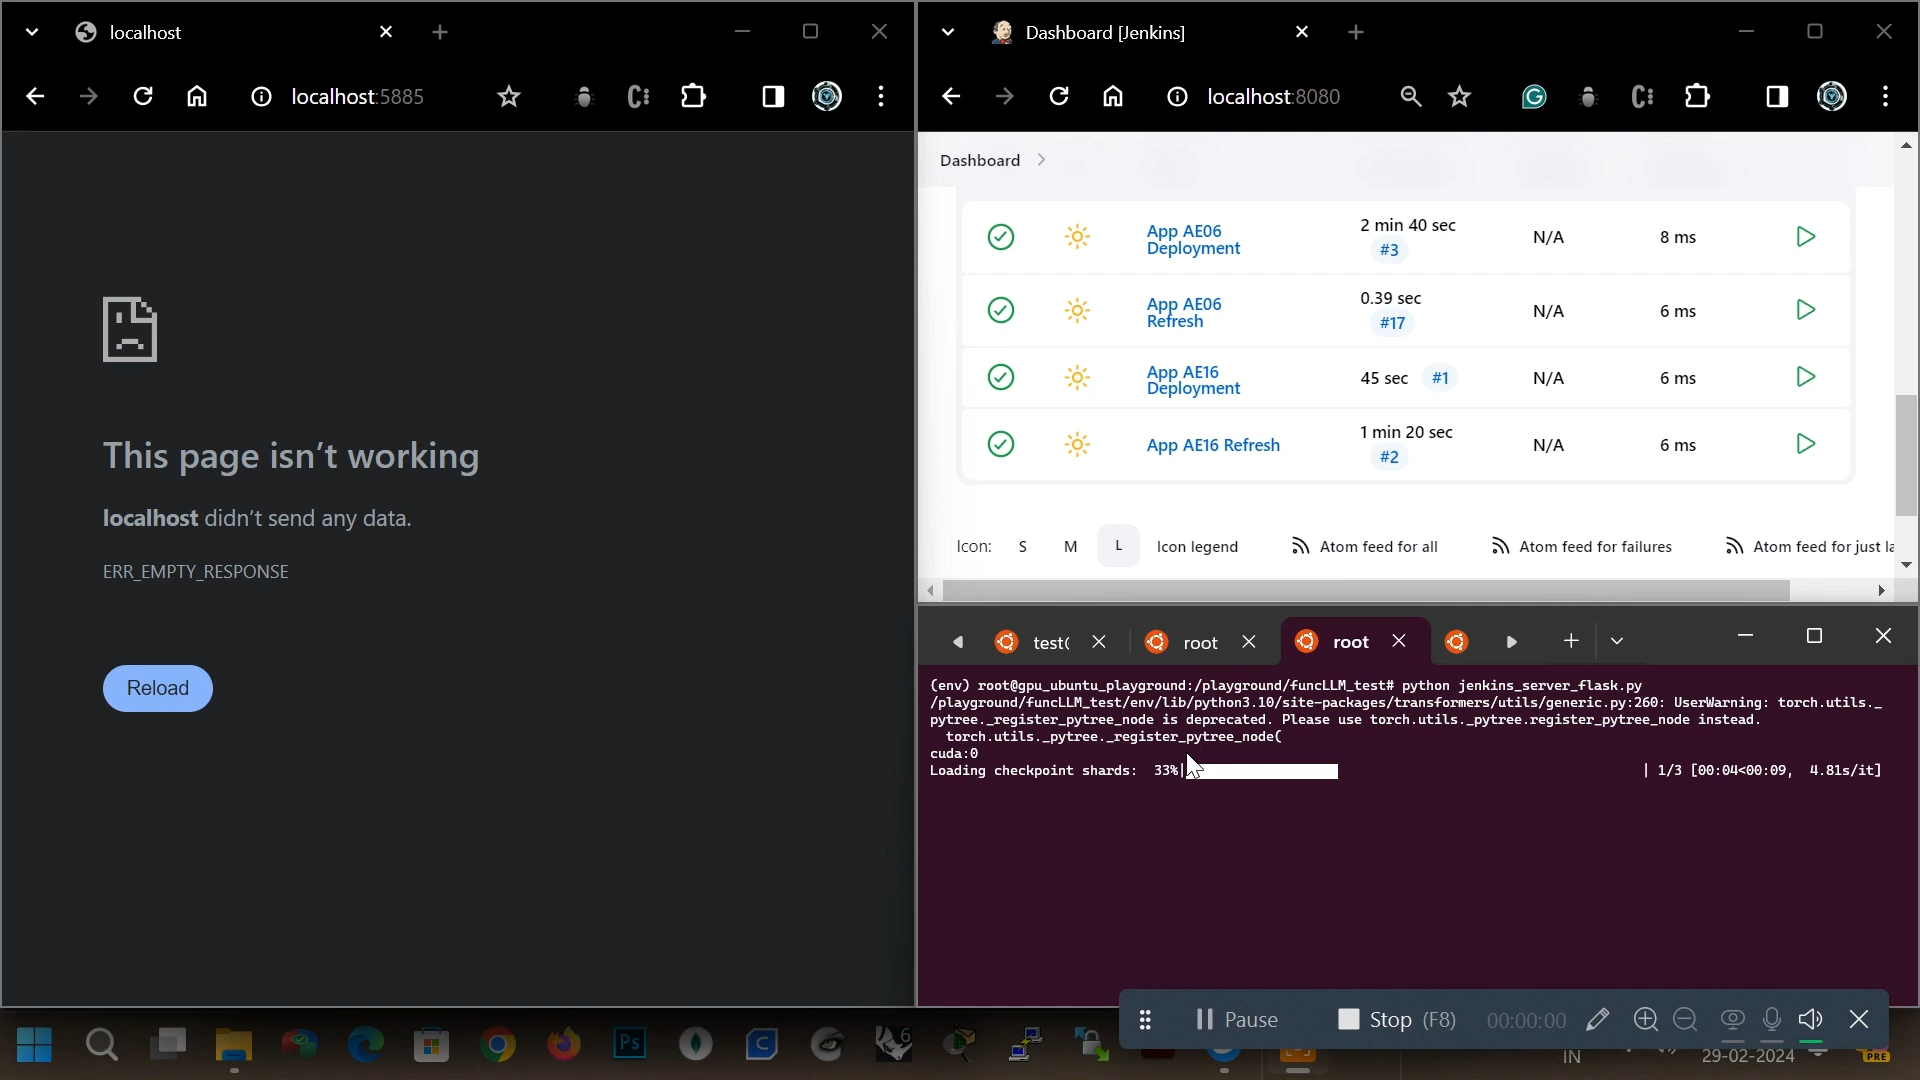 localhost
localhost:5885
This page isn’t working
localhost didn’t send any data.
ERR_EMPTY_RESPONSE
Reload
Dashboard [Jenkins]
localhost:8080
Dashboard
App AE06 Deployment
2 min 40 sec
#3
N/A
8 ms
App AE06 Refresh
0.39 sec
#17
N/A
6 ms
App AE16 Deployment
45 sec #1
N/A
6 ms
App AE16 Refresh
1 min 20 sec
#2
N/A
6 ms
Icon: S M L Icon legend Atom feed for all Atom feed for failures Atom feed for just la
test( root root
(env) root@gpu_ubuntu_playground:/playground/funcLLM_test# python jenkins_server_flask.py
/playground/funcLLM_test/env/lib/python3.10/site-packages/transformers/utils/generic.py:260: UserWarning: torch.utils._
pytree._register_pytree_node is deprecated. Please use torch.utils._pytree.register_pytree_node instead.
torch.utils._pytree._register_pytree_node(
cuda:0
Loading checkpoint shards: 33%| | 1/3 [00:04<00:09, 4.81s/it]
Pause Stop (F8) 00:00:00
Ps
6
IN
29-02-2024
PRE